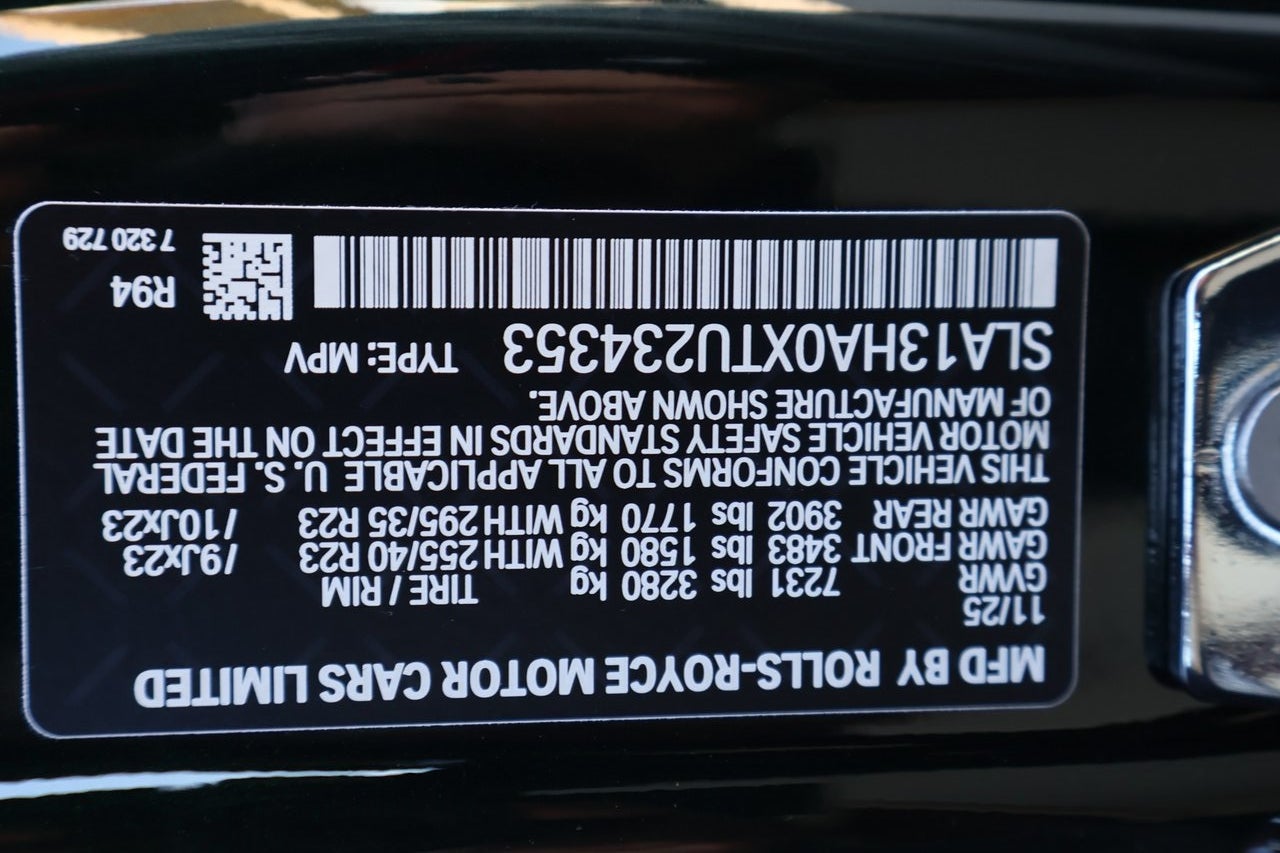 MFD BY ROLLS-ROYCE MOTOR CARS LIMITED
11/25
GVWR 7231 lbs 3280 kg TIRE / RIM
GAWR FRONT 3483 lbs 1580 kg WITH 255/40 R23 /9Jx23
GAWR REAR 3902 lbs 1770 kg WITH 295/35 R23 /10Jx23
THIS VEHICLE CONFORMS TO ALL APPLICABLE U. S. FEDERAL
MOTOR VEHICLE SAFETY STANDARDS IN EFFECT ON THE DATE
OF MANUFACTURE SHOWN ABOVE.
SLA13HA0XTU234353 TYPE: MPV
R94
7 320 729